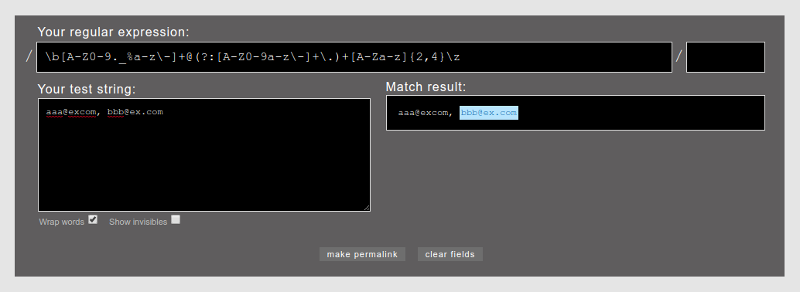 Your regular expression:
/ \b[A-Z0-9._%a-z\-]+@(?:[A-Z0-9a-z\-]+\.)+[A-Za-z]{2,4}\z /
Your test string:
Match result:
aaa@excom, bbb@ex.com
aaa@excom, bbb@ex.com
Wrap words Show invisibles
make permalink clear fields